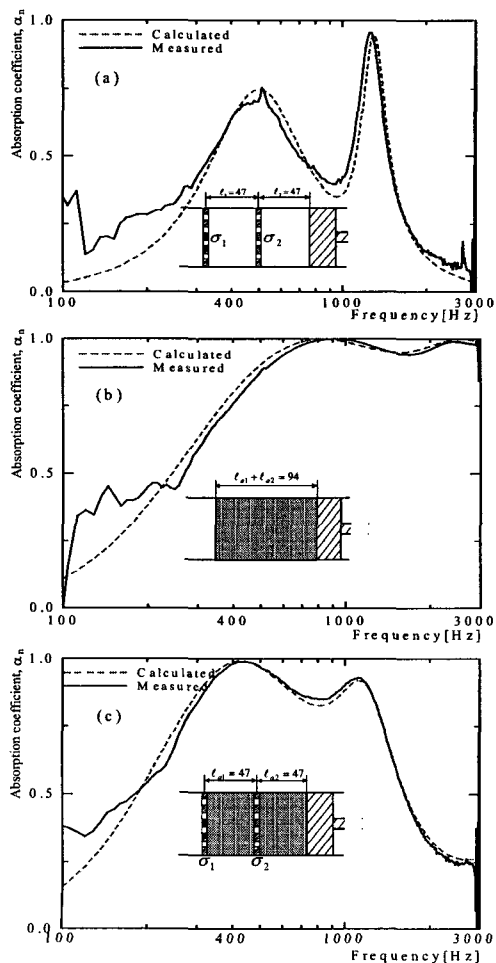 Absorption coefficient, αn
1.0
Calculated
Measured
(a)
0.5
ℓ1=47 ℓ2=47
σ1 σ2
0.0
100 400 1000 3000
Frequency[Hz]
Absorption coefficient, αn
1.0
Calculated
Measured
(b)
0.5
ℓa1+ℓa2=94
0.0
100 400 1000 3000
Frequency[Hz]
Absorption coefficient, αn
1.0
Calculated
Measured
(c)
0.5
ℓa1=47 ℓa2=47
σ1 σ2
0.0
100 400 1000 3000
Frequency[Hz]